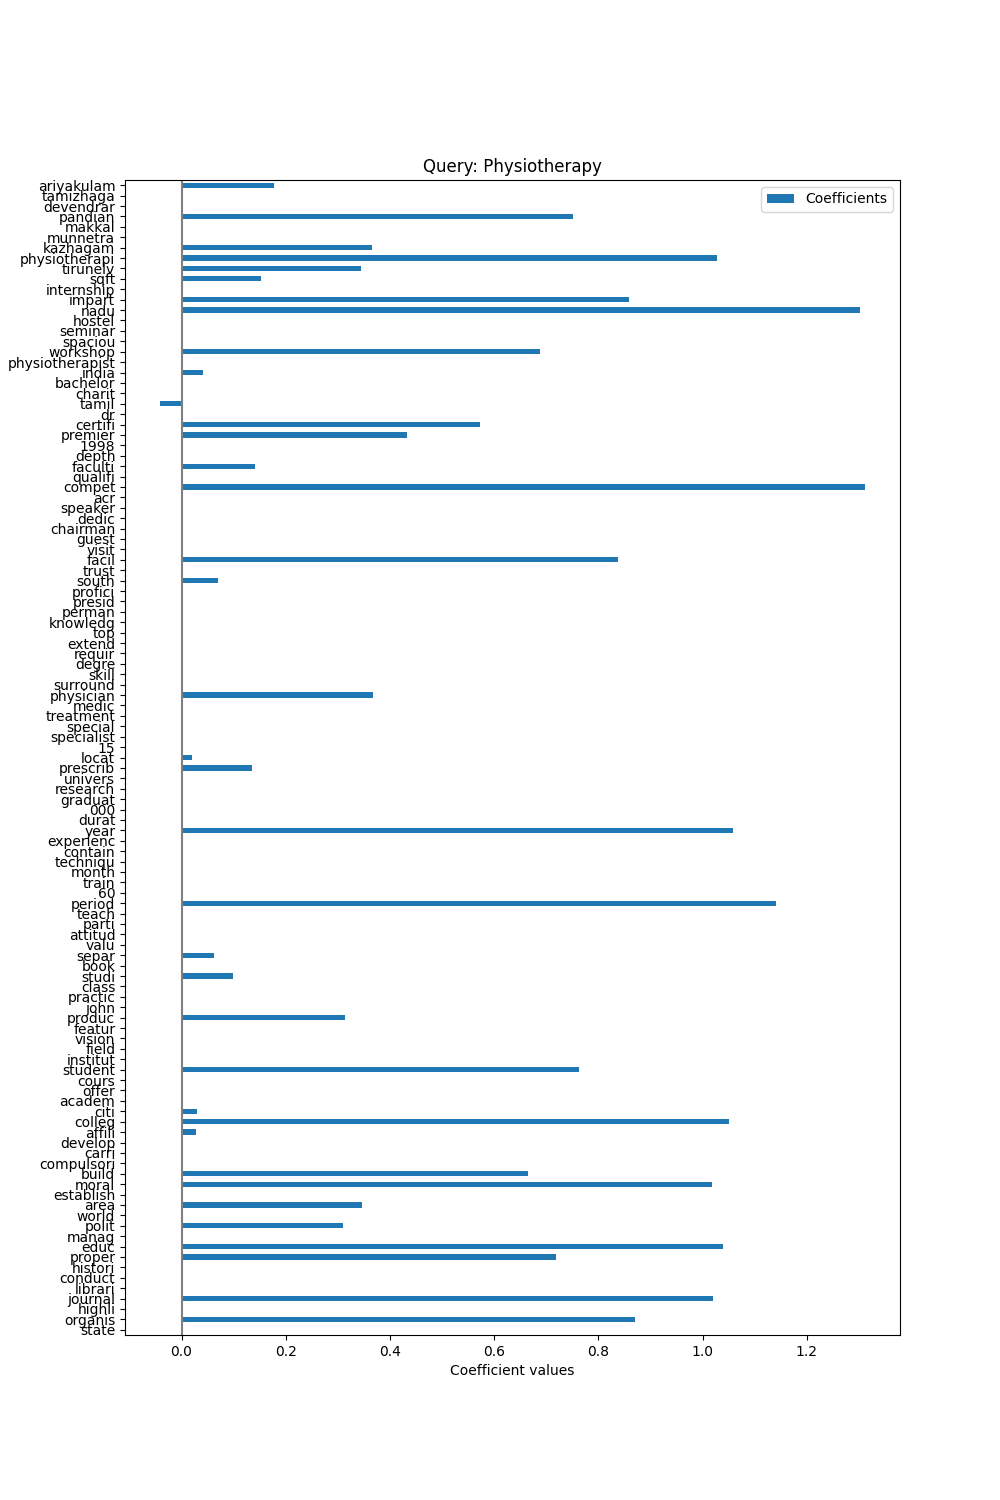 Query: Physiotherapy
Coefficients
ariyakulam
tamizhaga
devendrar
pandian
makkal
munnetra
kazhagam
physiotherapi
tirunelv
sqft
internship
impart
nadu
hostel
seminar
spaciou
workshop
physiotherapist
india
bachelor
charit
tamil
dr
certifi
premier
1998
depth
faculti
qualifi
compet
acr
speaker
dedic
chairman
guest
visit
facil
trust
south
profici
presid
perman
knowledg
top
extend
requir
degre
skill
surround
physician
medic
treatment
special
specialist
15
locat
prescrib
univers
research
graduat
000
durat
year
experienc
contain
techniqu
month
train
60
period
teach
parti
attitud
valu
separ
book
studi
class
practic
john
produc
featur
vision
field
institut
student
cours
offer
academ
citi
colleg
affili
develop
carri
compulsori
build
moral
establish
area
world
polit
manag
educ
proper
histori
conduct
librari
journal
highli
organis
state
0.0 0.2 0.4 0.6 0.8 1.0 1.2
Coefficient values